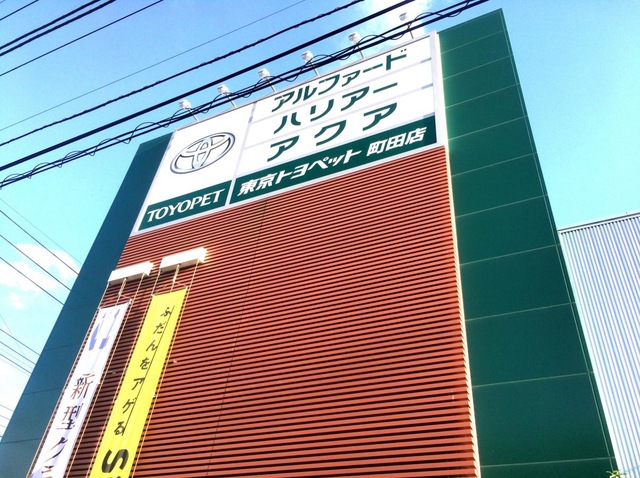 アルファード
ハリアー
アクア
TOYOPET
東京トヨペット 町田店
ふだんをアゲる
新型ク